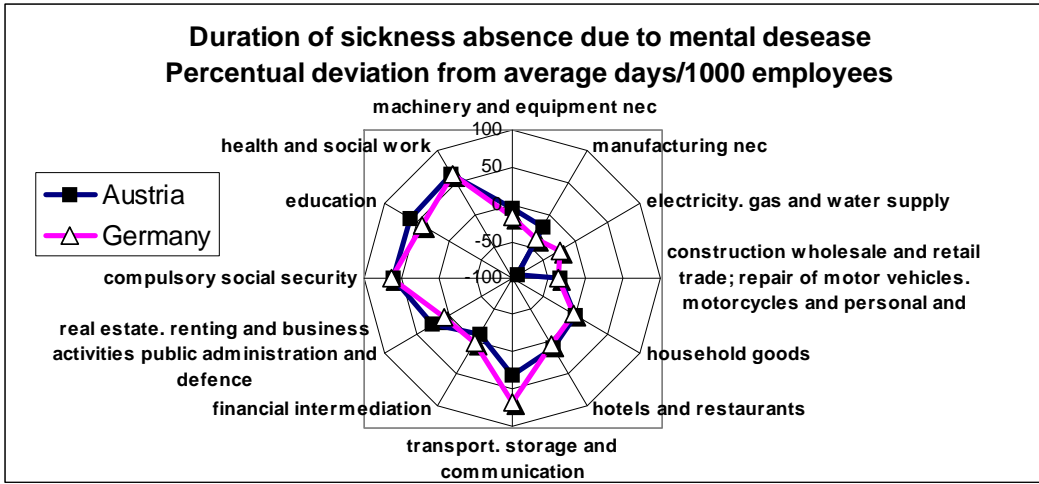 Duration of sickness absence due to mental desease
Percentual deviation from average days/1000 employees
machinery and equipment nec
manufacturing nec
electricity. gas and water supply
construction wholesale and retail
trade; repair of motor vehicles.
motorcycles and personal and
household goods
hotels and restaurants
transport. storage and
communication
financial intermediation
real estate. renting and business
activities public administration and
defence
compulsory social security
education
health and social work
100
50
0
-50
-100
Austria
Germany